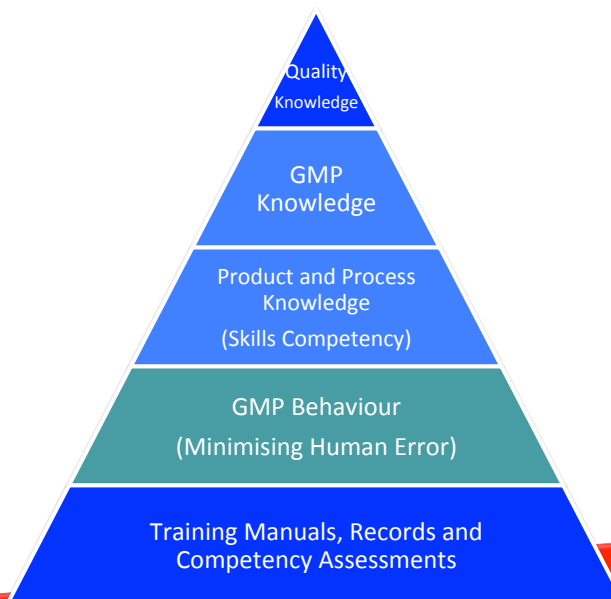 Quality
Knowledge
GMP
Knowledge
Product and Process
Knowledge
(Skills Competency)
GMP Behaviour
(Minimising Human Error)
Training Manuals, Records and
Competency Assessments